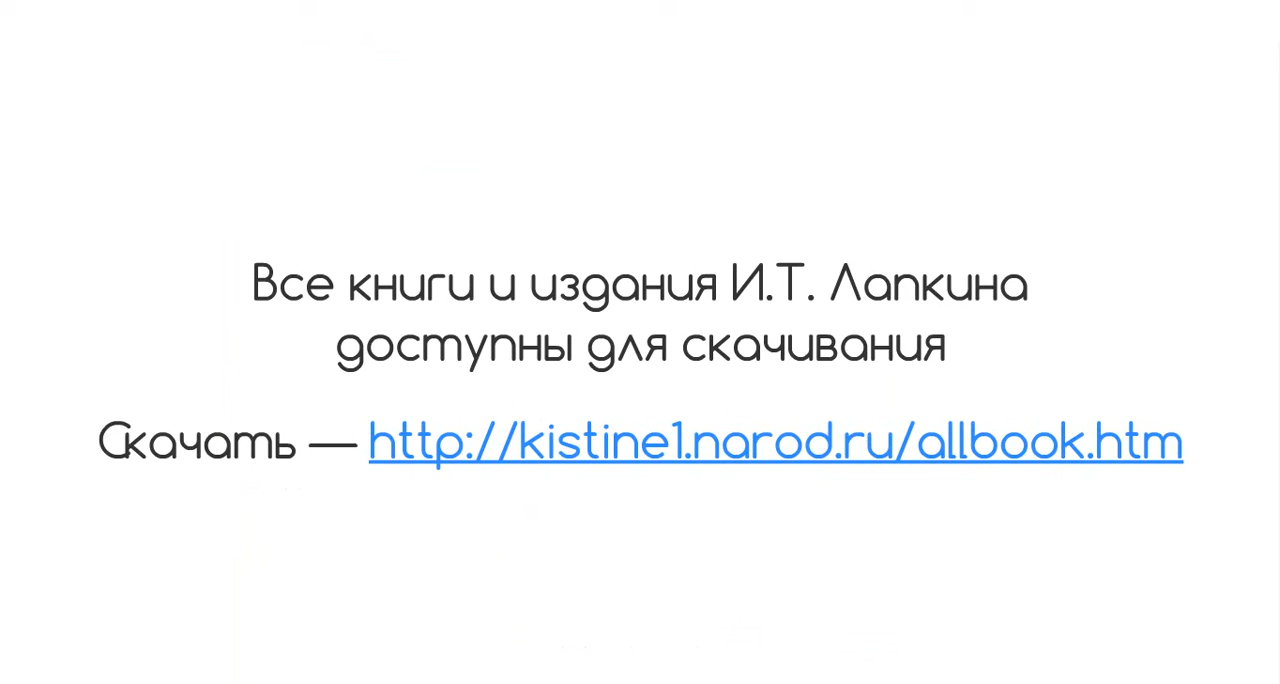 Все книги и издания И.Т. Лапкина
доступны для скачивания
Скачать — http://kistine1.narod.ru/allbook.htm